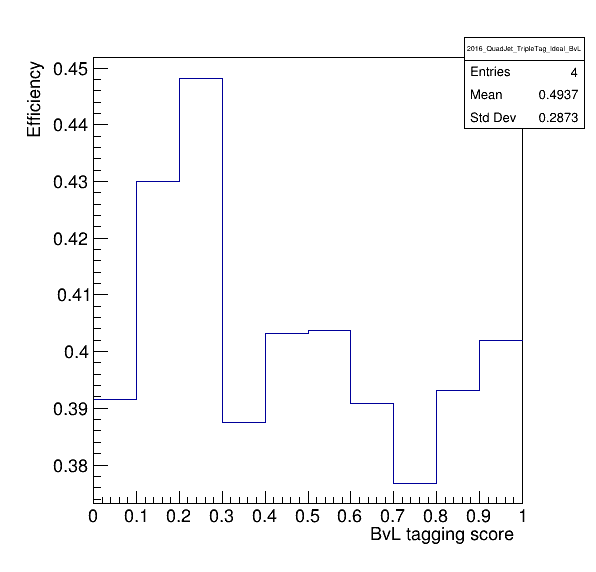 2016_QuadJet_TripleTag_Ideal_BvL
Entries 4
Mean 0.4937
Std Dev 0.2873
Efficiency
0.45
0.44
0.43
0.42
0.41
0.4
0.39
0.38
0 0.1 0.2 0.3 0.4 0.5 0.6 0.7 0.8 0.9 1
BvL tagging score